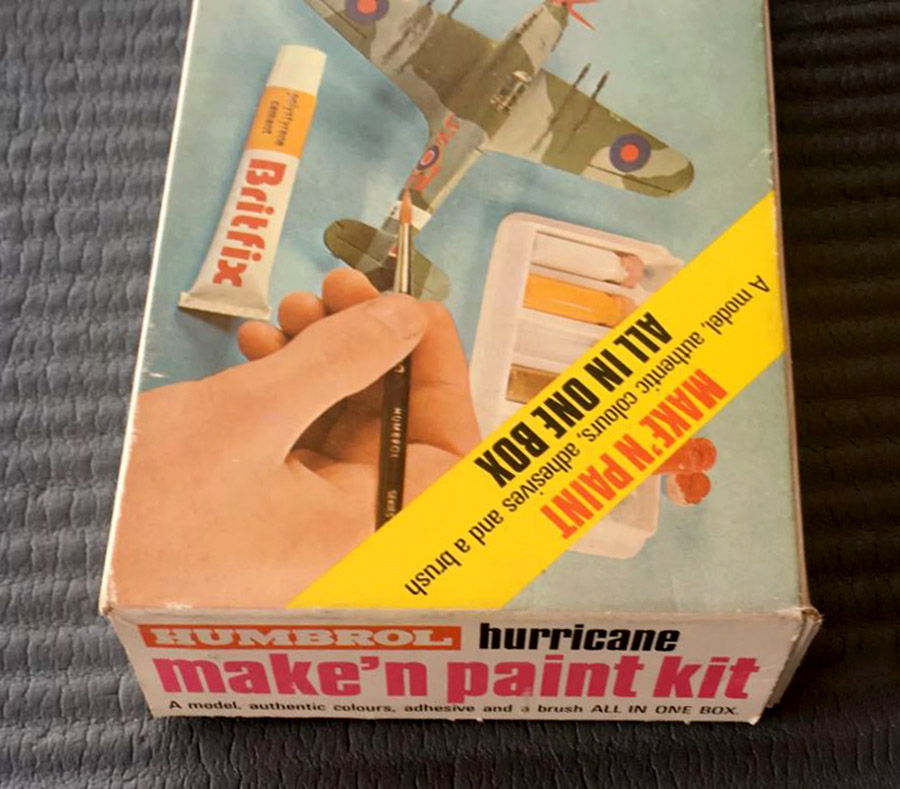 polystyrene
cement
Britfix
HUMBROL SERIES
MAKE'N PAINT
A model, authentic colours, adhesives and a brush
ALL IN ONE BOX
HUMBROL hurricane
make'n paint kit
A model, authentic colours, adhesive and a brush ALL IN ONE BOX.